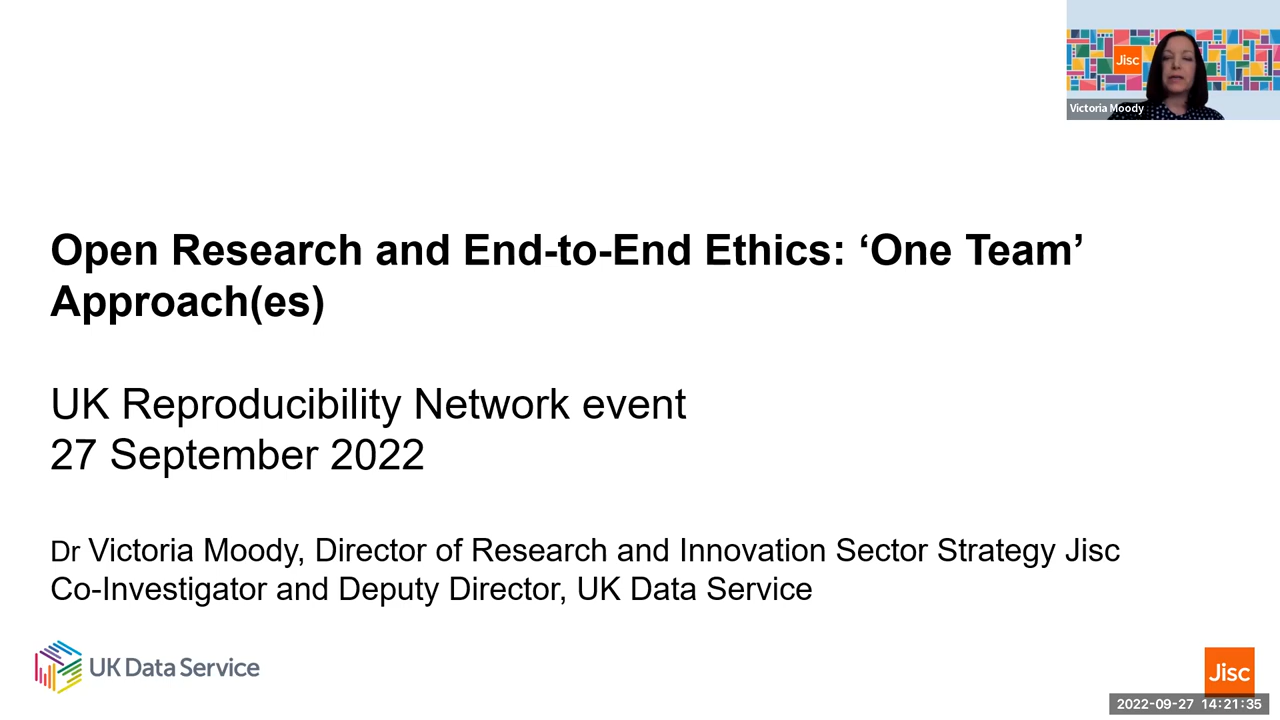 Jisc
Victoria Moody
Open Research and End-to-End Ethics: ‘One Team’
Approach(es)
UK Reproducibility Network event
27 September 2022
Dr Victoria Moody, Director of Research and Innovation Sector Strategy Jisc
Co-Investigator and Deputy Director, UK Data Service
UK Data Service
Jisc
2022-09-27 14:21:35